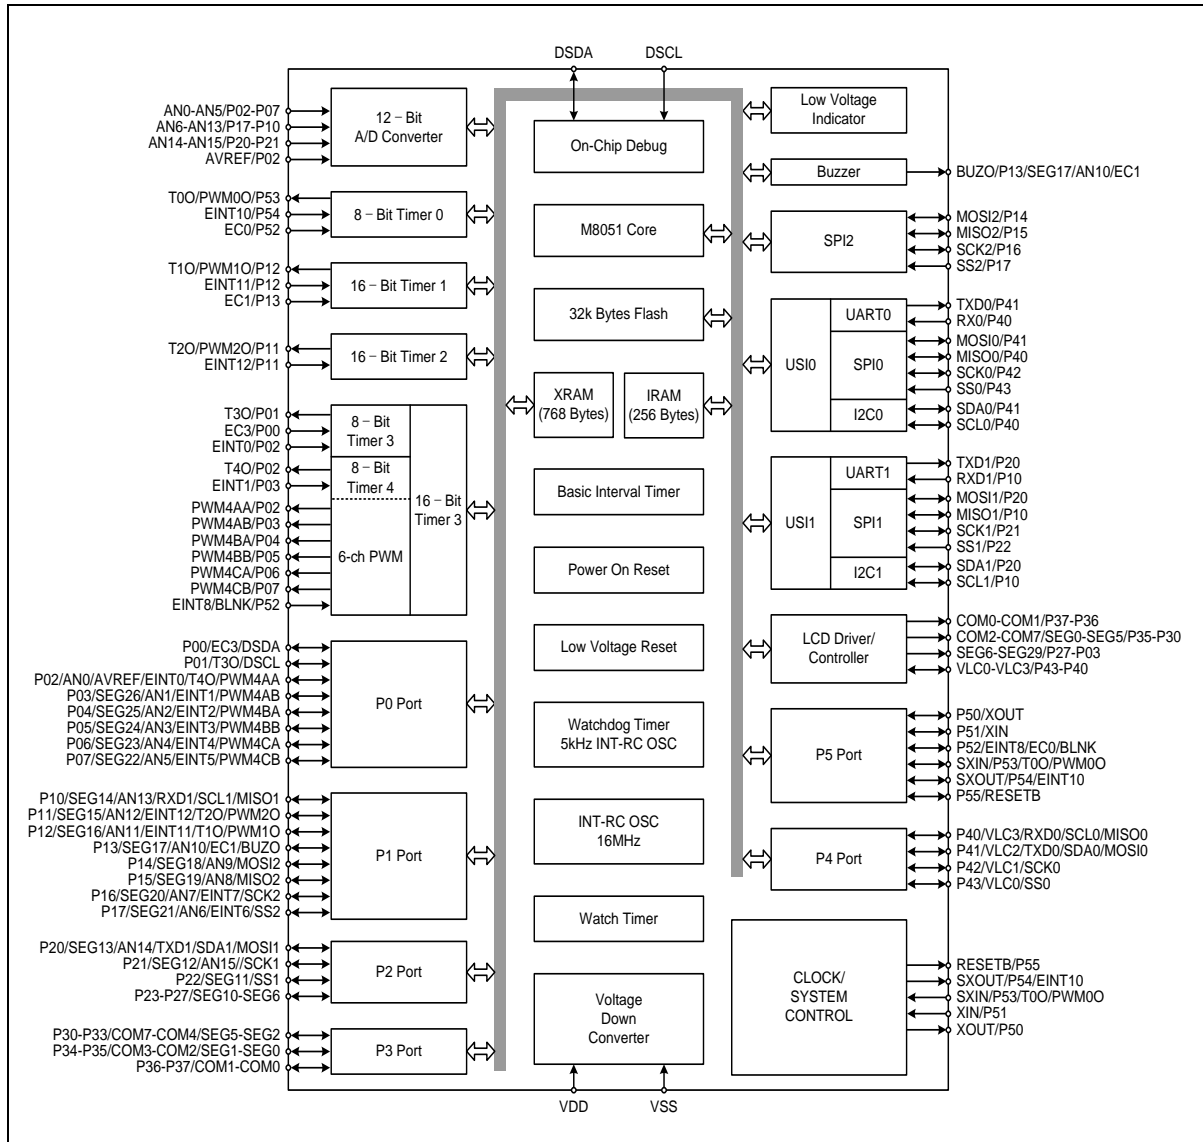 DSDA
DSCL
AN0-AN5/P02-P07
AN6-AN13/P17-P10
AN14-AN15/P20-P21
AVREF/P02
12 – Bit
A/D Converter
T0O/PWM0O/P53
EINT10/P54
EC0/P52
8 – Bit Timer 0
T1O/PWM1O/P12
EINT11/P12
EC1/P13
16 – Bit Timer 1
T2O/PWM2O/P11
EINT12/P11
16 – Bit Timer 2
T3O/P01
EC3/P00
EINT0/P02
8 – Bit
Timer 3
T4O/P02
EINT1/P03
8 – Bit
Timer 4
16 – Bit
Timer 3
PWM4AA/P02
PWM4AB/P03
PWM4BA/P04
PWM4BB/P05
PWM4CA/P06
PWM4CB/P07
EINT8/BLNK/P52
6-ch PWM
P00/EC3/DSDA
P01/T3O/DSCL
P02/AN0/AVREF/EINT0/T4O/PWM4AA
P03/SEG26/AN1/EINT1/PWM4AB
P04/SEG25/AN2/EINT2/PWM4BA
P05/SEG24/AN3/EINT3/PWM4BB
P06/SEG23/AN4/EINT4/PWM4CA
P07/SEG22/AN5/EINT5/PWM4CB
P0 Port
P10/SEG14/AN13/RXD1/SCL1/MISO1
P11/SEG15/AN12/EINT12/T2O/PWM2O
P12/SEG16/AN11/EINT11/T1O/PWM1O
P13/SEG17/AN10/EC1/BUZO
P14/SEG18/AN9/MOSI2
P15/SEG19/AN8/MISO2
P16/SEG20/AN7/EINT7/SCK2
P17/SEG21/AN6/EINT6/SS2
P1 Port
P20/SEG13/AN14/TXD1/SDA1/MOSI1
P21/SEG12/AN15//SCK1
P22/SEG11/SS1
P23-P27/SEG10-SEG6
P2 Port
P30-P33/COM7-COM4/SEG5-SEG2
P34-P35/COM3-COM2/SEG1-SEG0
P36-P37/COM1-COM0
P3 Port
On-Chip Debug
M8051 Core
32k Bytes Flash
XRAM
(768 Bytes)
IRAM
(256 Bytes)
Basic Interval Timer
Power On Reset
Low Voltage Reset
Watchdog Timer
5kHz INT-RC OSC
INT-RC OSC
16MHz
Watch Timer
Voltage
Down
Converter
VDD
VSS
Low Voltage
Indicator
Buzzer
BUZO/P13/SEG17/AN10/EC1
SPI2
MOSI2/P14
MISO2/P15
SCK2/P16
SS2/P17
USI0
UART0
SPI0
I2C0
TXD0/P41
RX0/P40
MOSI0/P41
MISO0/P40
SCK0/P42
SS0/P43
SDA0/P41
SCL0/P40
USI1
UART1
SPI1
I2C1
TXD1/P20
RXD1/P10
MOSI1/P20
MISO1/P10
SCK1/P21
SS1/P22
SDA1/P20
SCL1/P10
LCD Driver/
Controller
COM0-COM1/P37-P36
COM2-COM7/SEG0-SEG5/P35-P30
SEG6-SEG29/P27-P03
VLC0-VLC3/P43-P40
P5 Port
P50/XOUT
P51/XIN
P52/EINT8/EC0/BLNK
SXIN/P53/T0O/PWM0O
SXOUT/P54/EINT10
P55/RESETB
P4 Port
P40/VLC3/RXD0/SCL0/MISO0
P41/VLC2/TXD0/SDA0/MOSI0
P42/VLC1/SCK0
P43/VLC0/SS0
CLOCK/
SYSTEM
CONTROL
RESETB/P55
SXOUT/P54/EINT10
SXIN/P53/T0O/PWM0O
XIN/P51
XOUT/P50